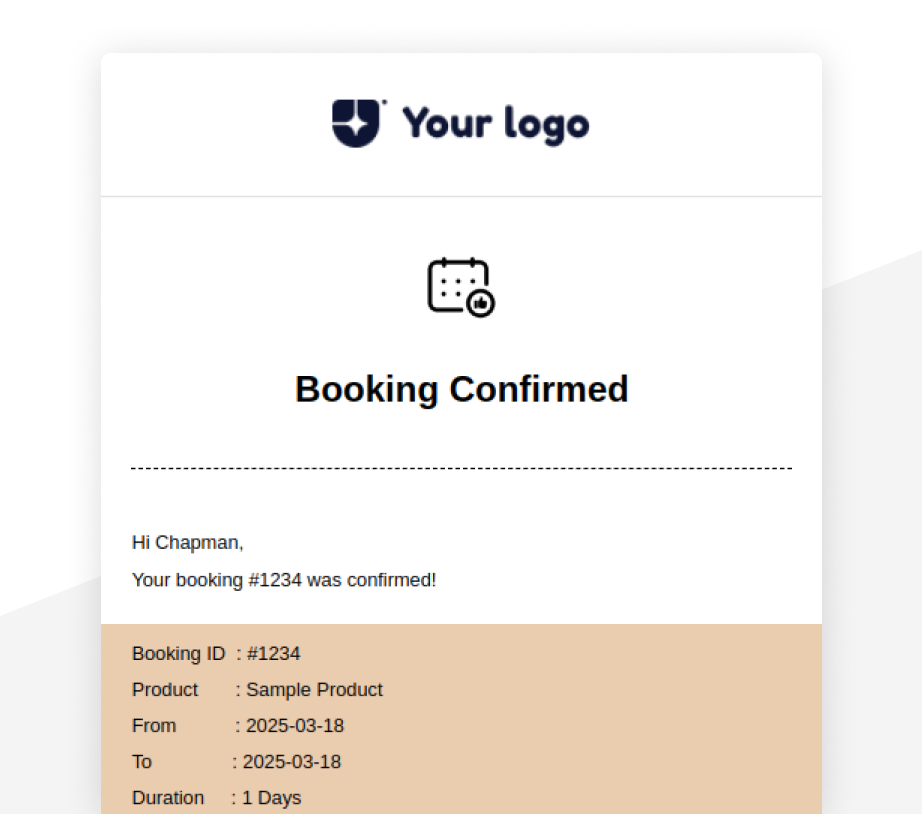 Your logo
Booking Confirmed
Hi Chapman,
Your booking #1234 was confirmed!
Booking ID : #1234
Product : Sample Product
From : 2025-03-18
To : 2025-03-18
Duration : 1 Days